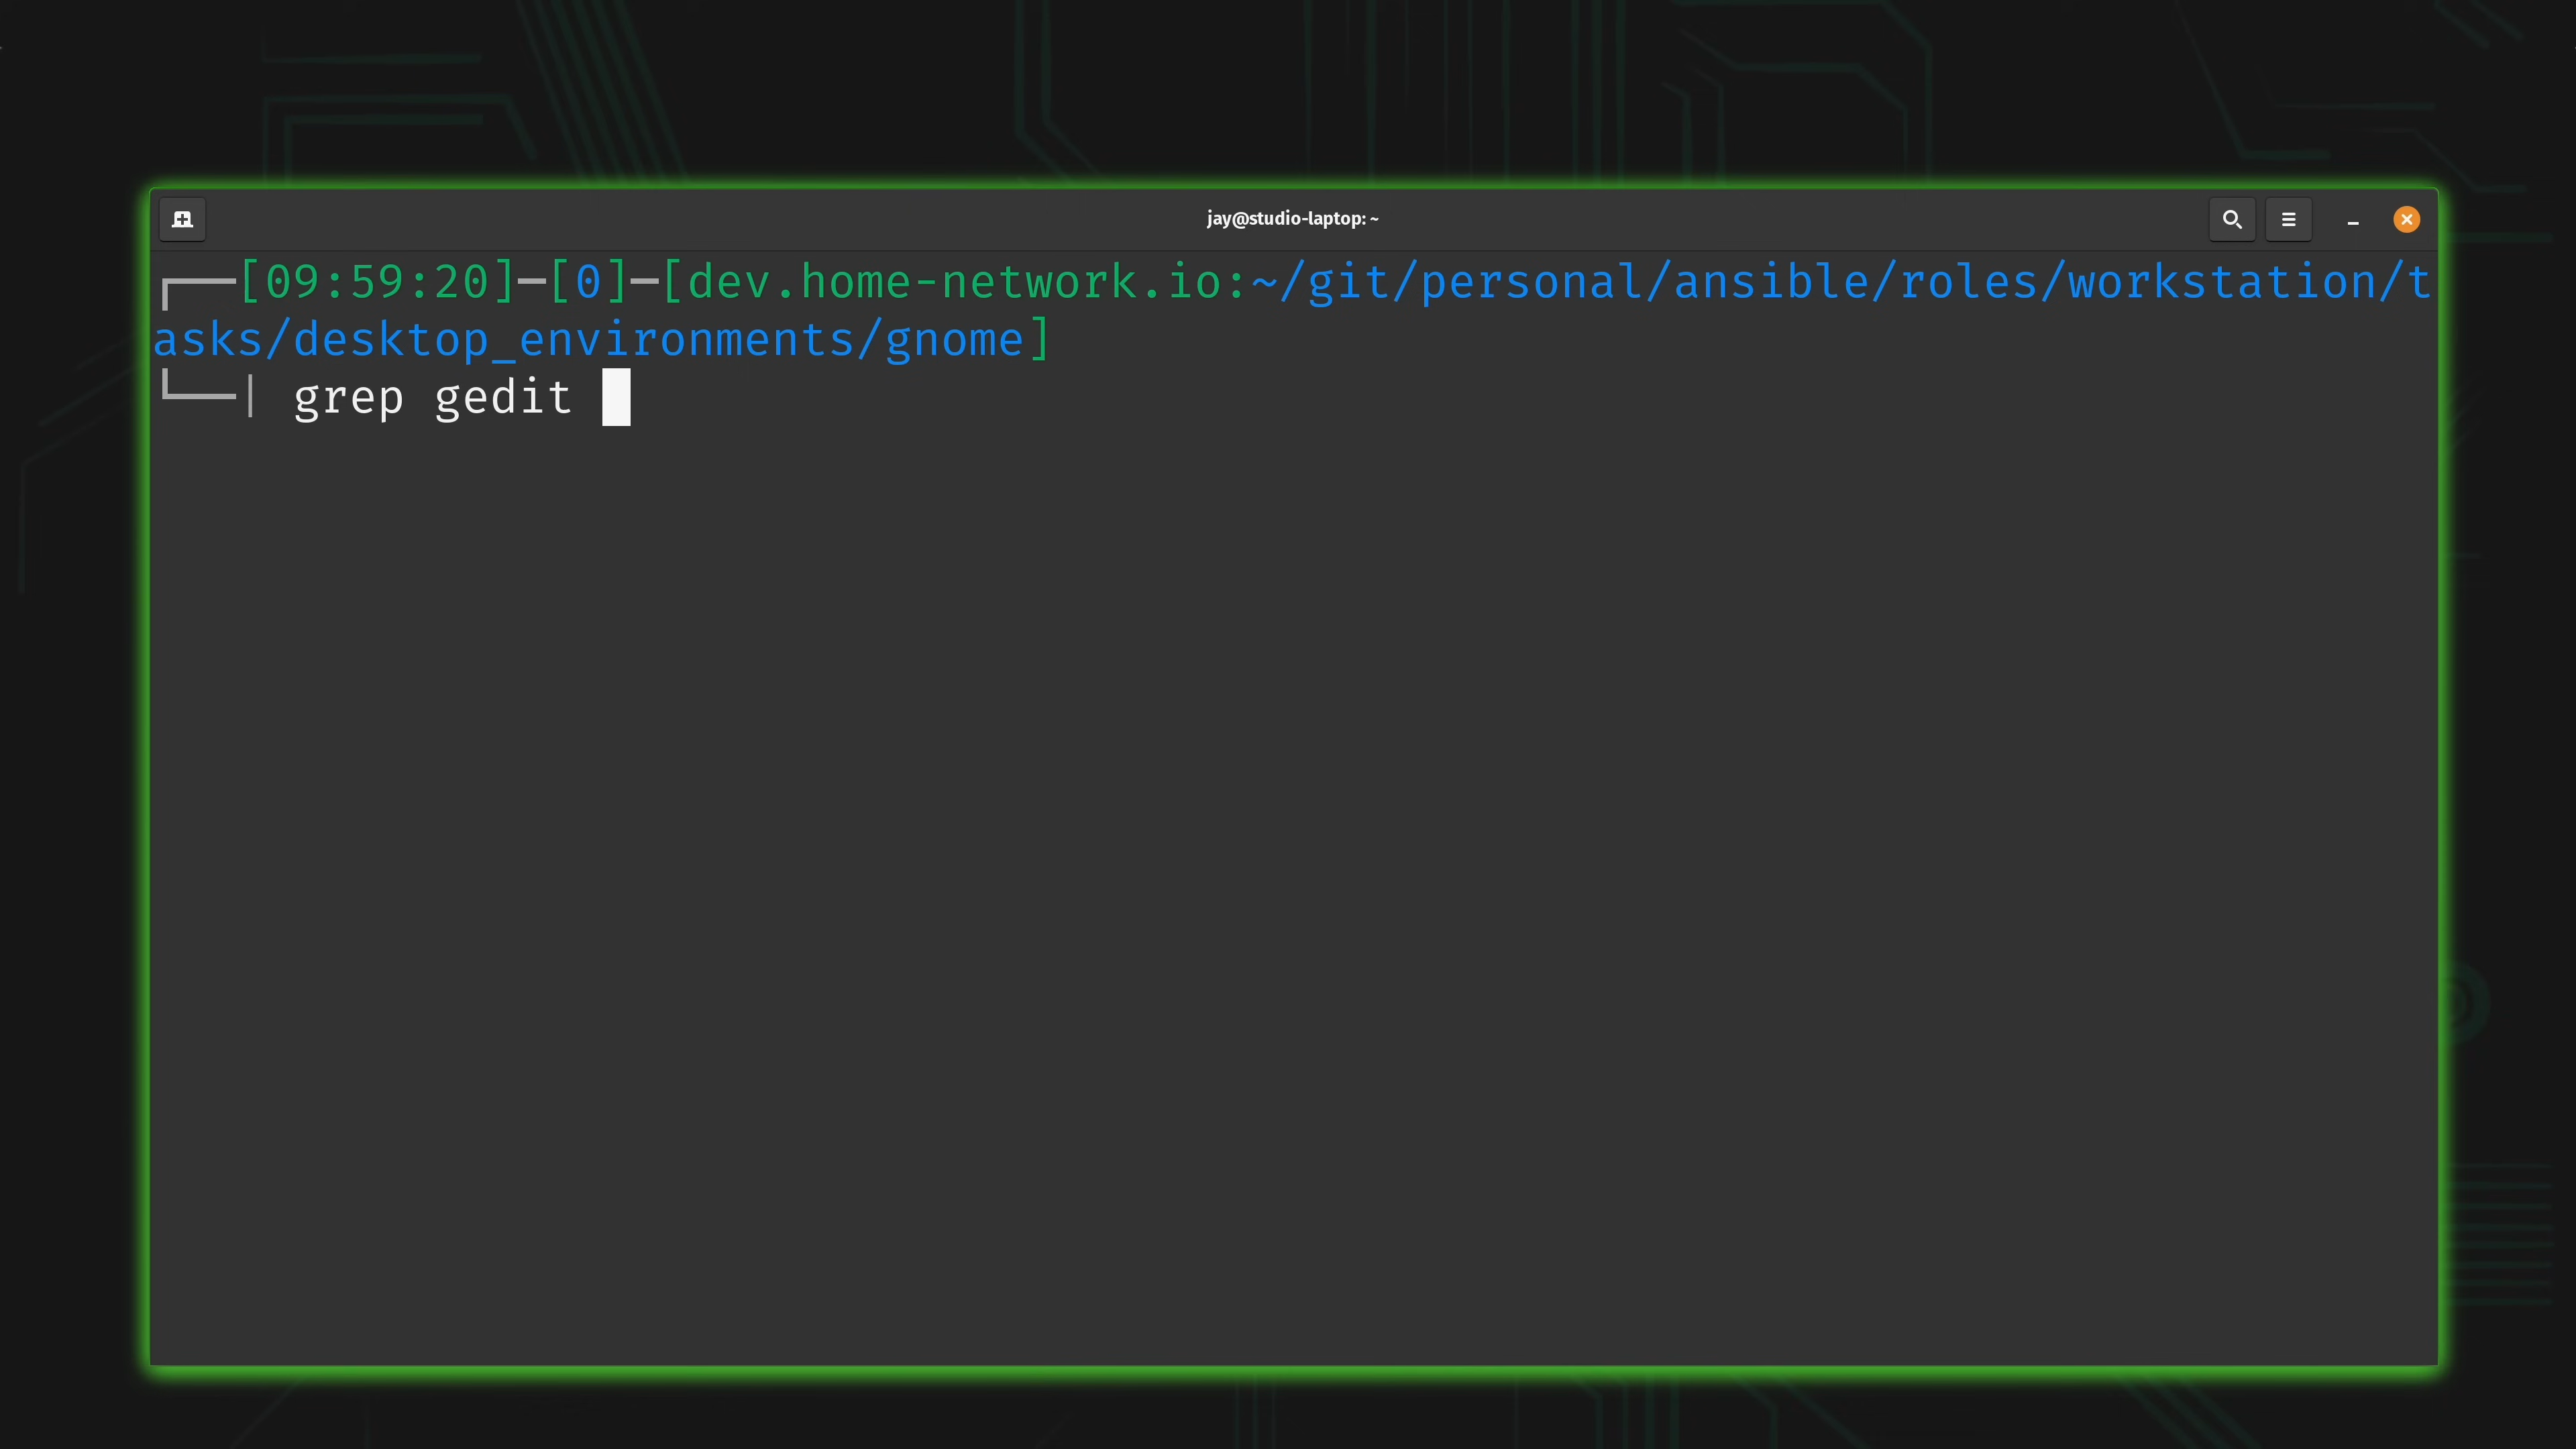 jay@studio-laptop: ~
┌──[09:59:20]─[0]─[dev.home-network.io:~/git/personal/ansible/roles/workstation/t
asks/desktop_environments/gnome]
└──| grep gedit